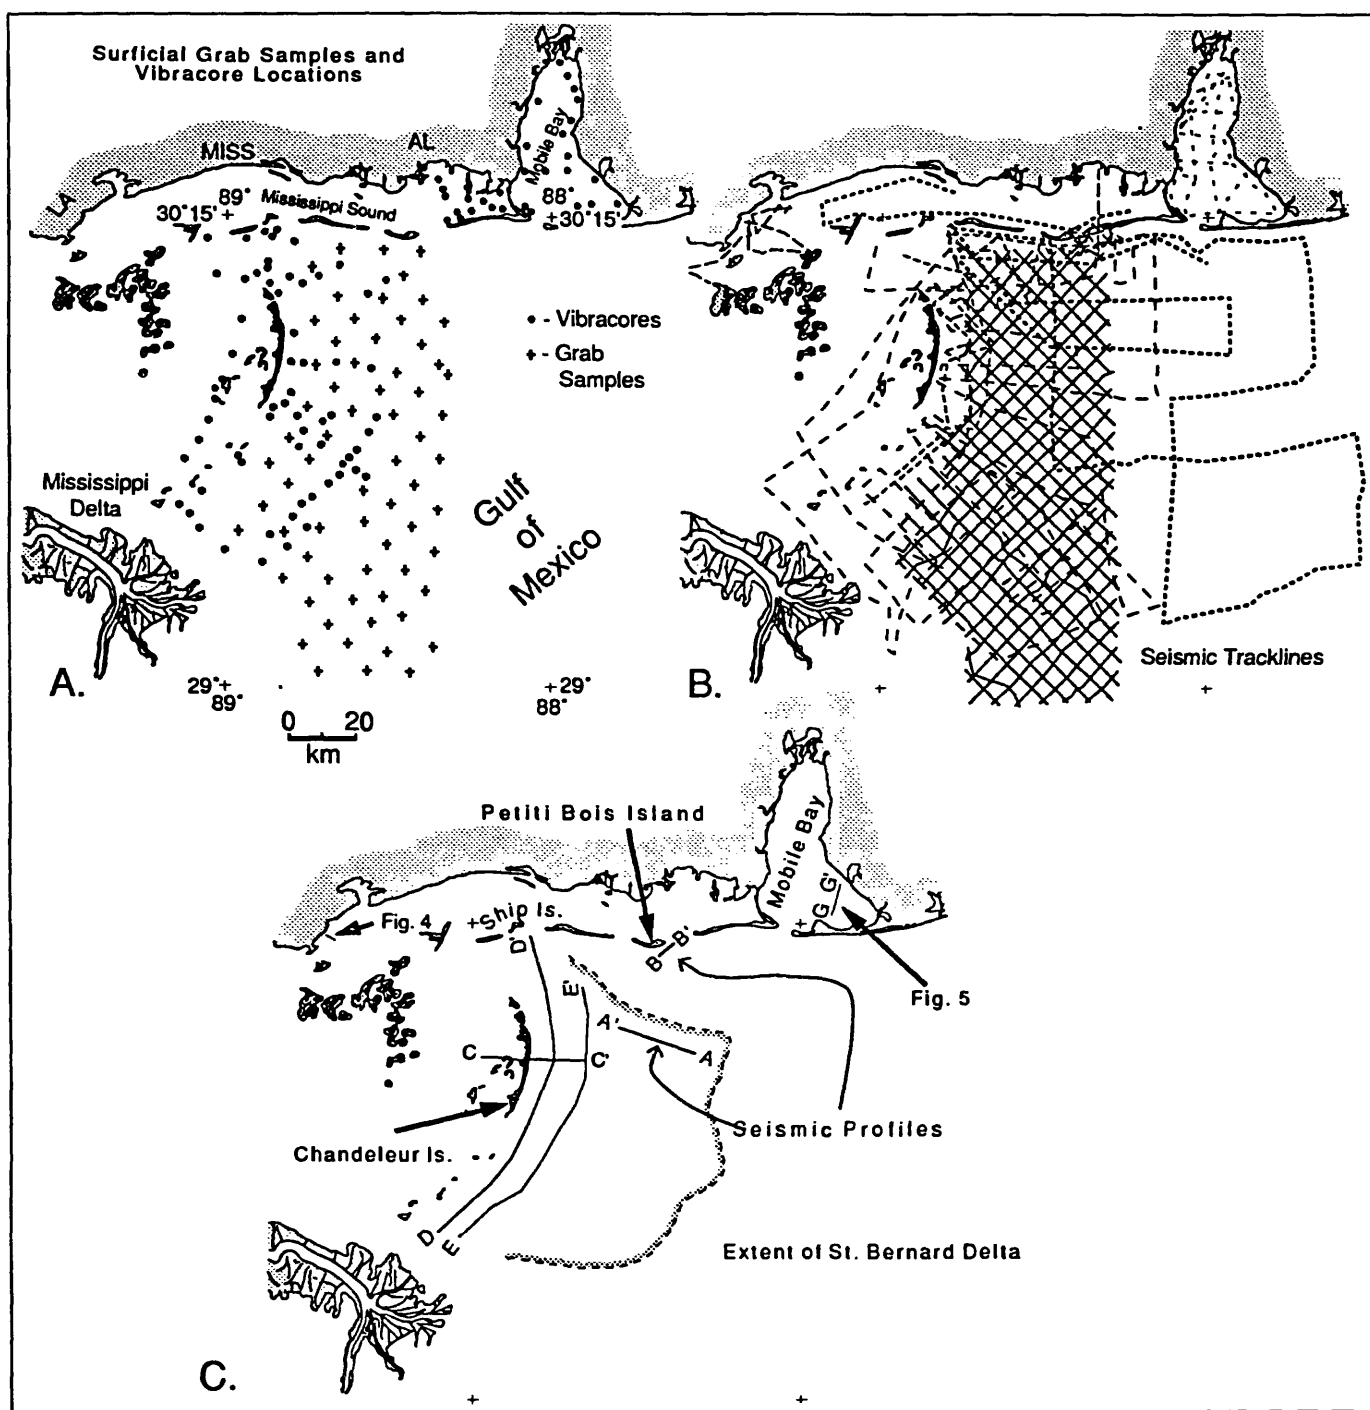 Surficial Grab Samples and
Vibracore Locations
Mobile Bay
AL
MISS
LA
89°
30°15'+
Mississippi Sound
88°
+30°15'
• - Vibracores
+ - Grab
Samples
Mississippi
Delta
Gulf
of
Mexico
A.
29°+
89°
+29°
88°
0 20
km
B.
Seismic Tracklines
+ +
Petiti Bois Island
Mobile Bay
Ship Is.
Fig. 4
D'
B B'
G G'
Fig. 5
E'
A'
A
C
C'
Seismic Profiles
Chandeleur Is.
D
E
Extent of St. Bernard Delta
C.
+ +